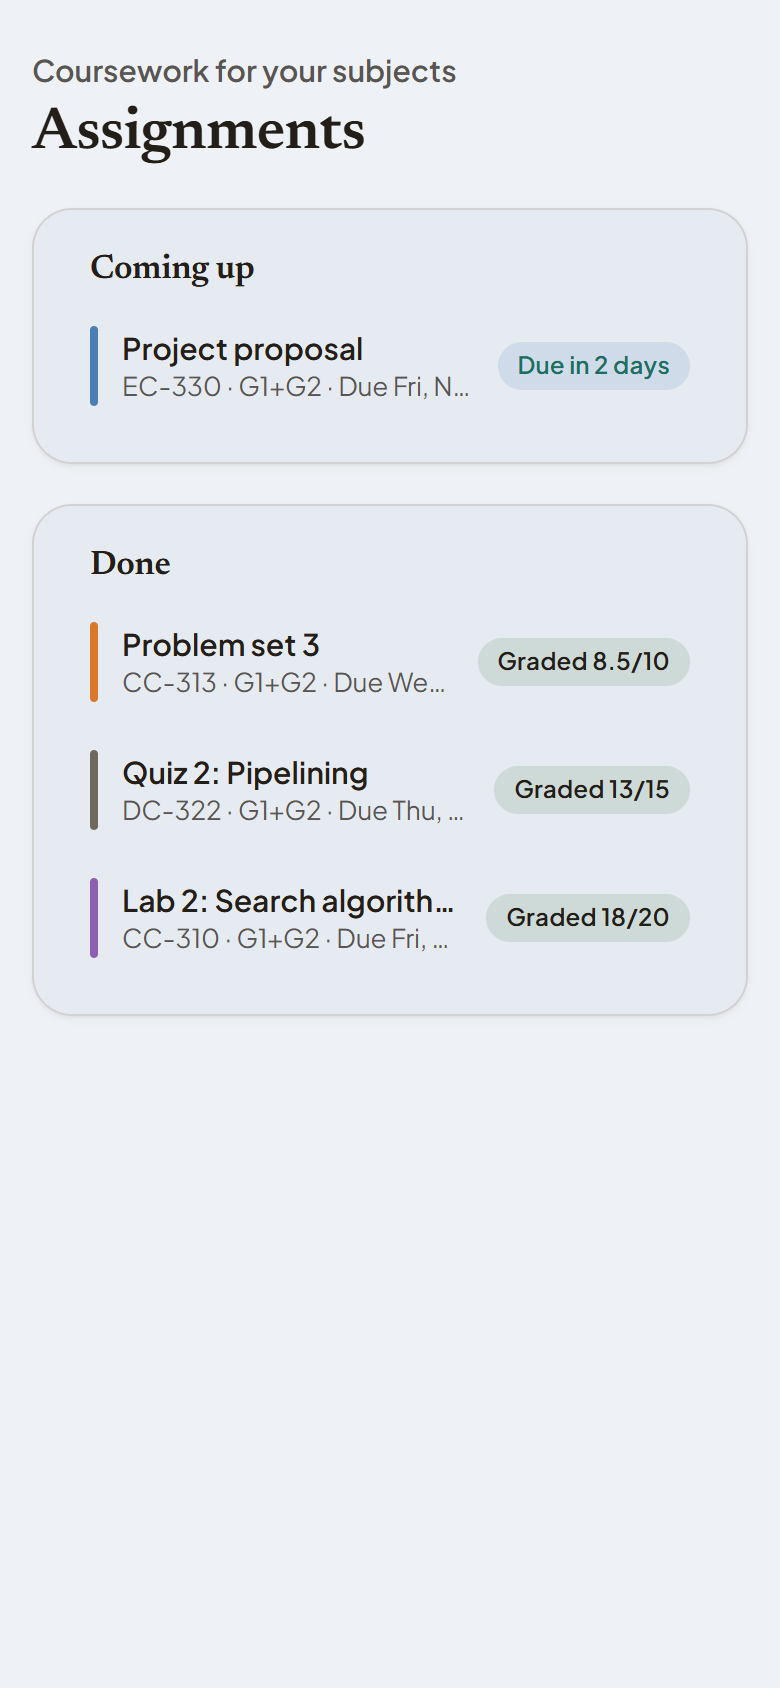 Coursework for your subjects
Assignments
Coming up
Project proposal
EC-330 · G1+G2 · Due Fri, N...
Due in 2 days
Done
Problem set 3
CC-313 · G1+G2 · Due We...
Graded 8.5/10
Quiz 2: Pipelining
DC-322 · G1+G2 · Due Thu, ...
Graded 13/15
Lab 2: Search algorith...
CC-310 · G1+G2 · Due Fri, ...
Graded 18/20